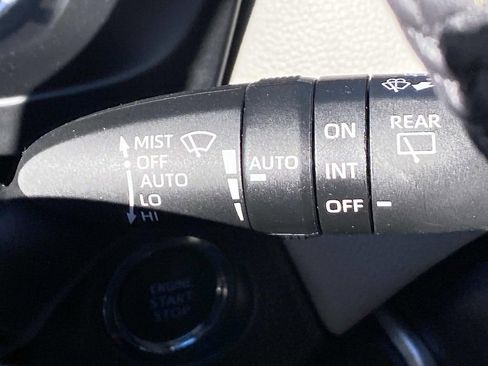 MIST
OFF
AUTO
LO
HI
AUTO
ON
INT
OFF
REAR
ENGINE
START
STOP